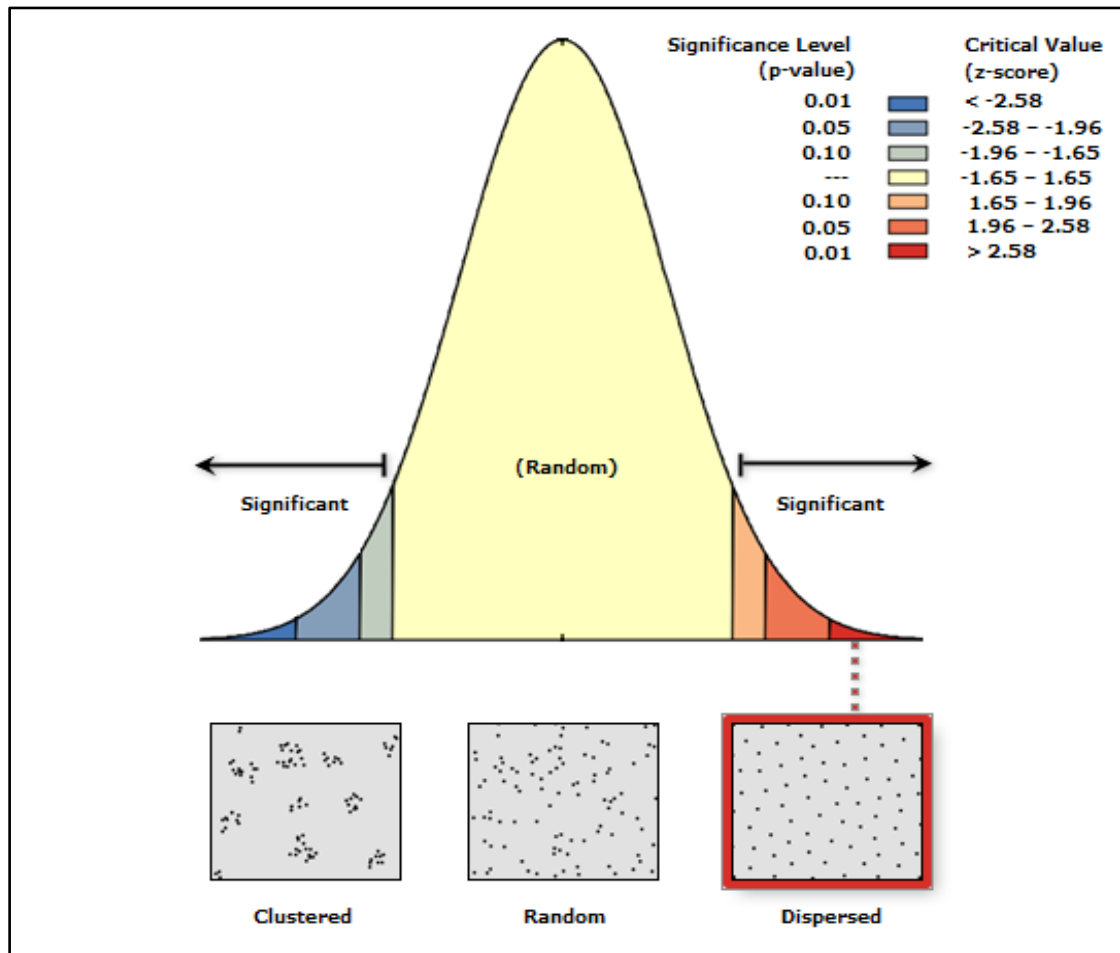 Significance Level Critical Value
(p-value) (z-score)
0.01 < -2.58
0.05 -2.58 – -1.96
0.10 -1.96 – -1.65
--- -1.65 – 1.65
0.10 1.65 – 1.96
0.05 1.96 – 2.58
0.01 > 2.58
(Random)
Significant Significant
Clustered Random Dispersed